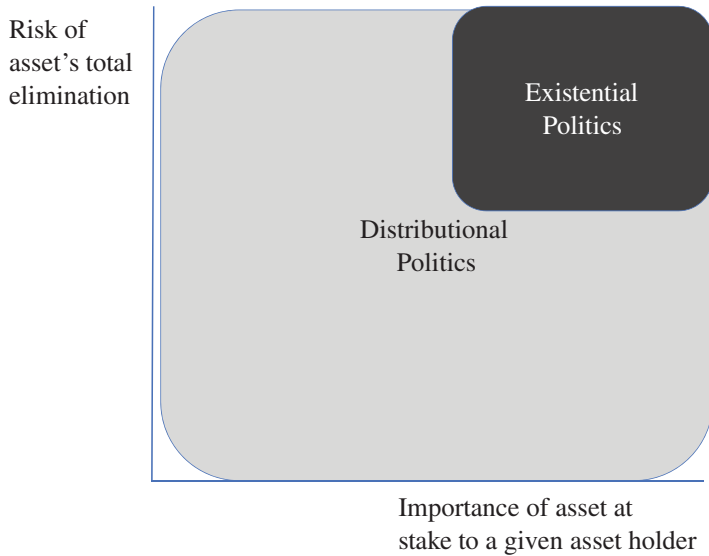 Risk of
asset's total
elimination
Existential
Politics
Distributional
Politics
Importance of asset at
stake to a given asset holder